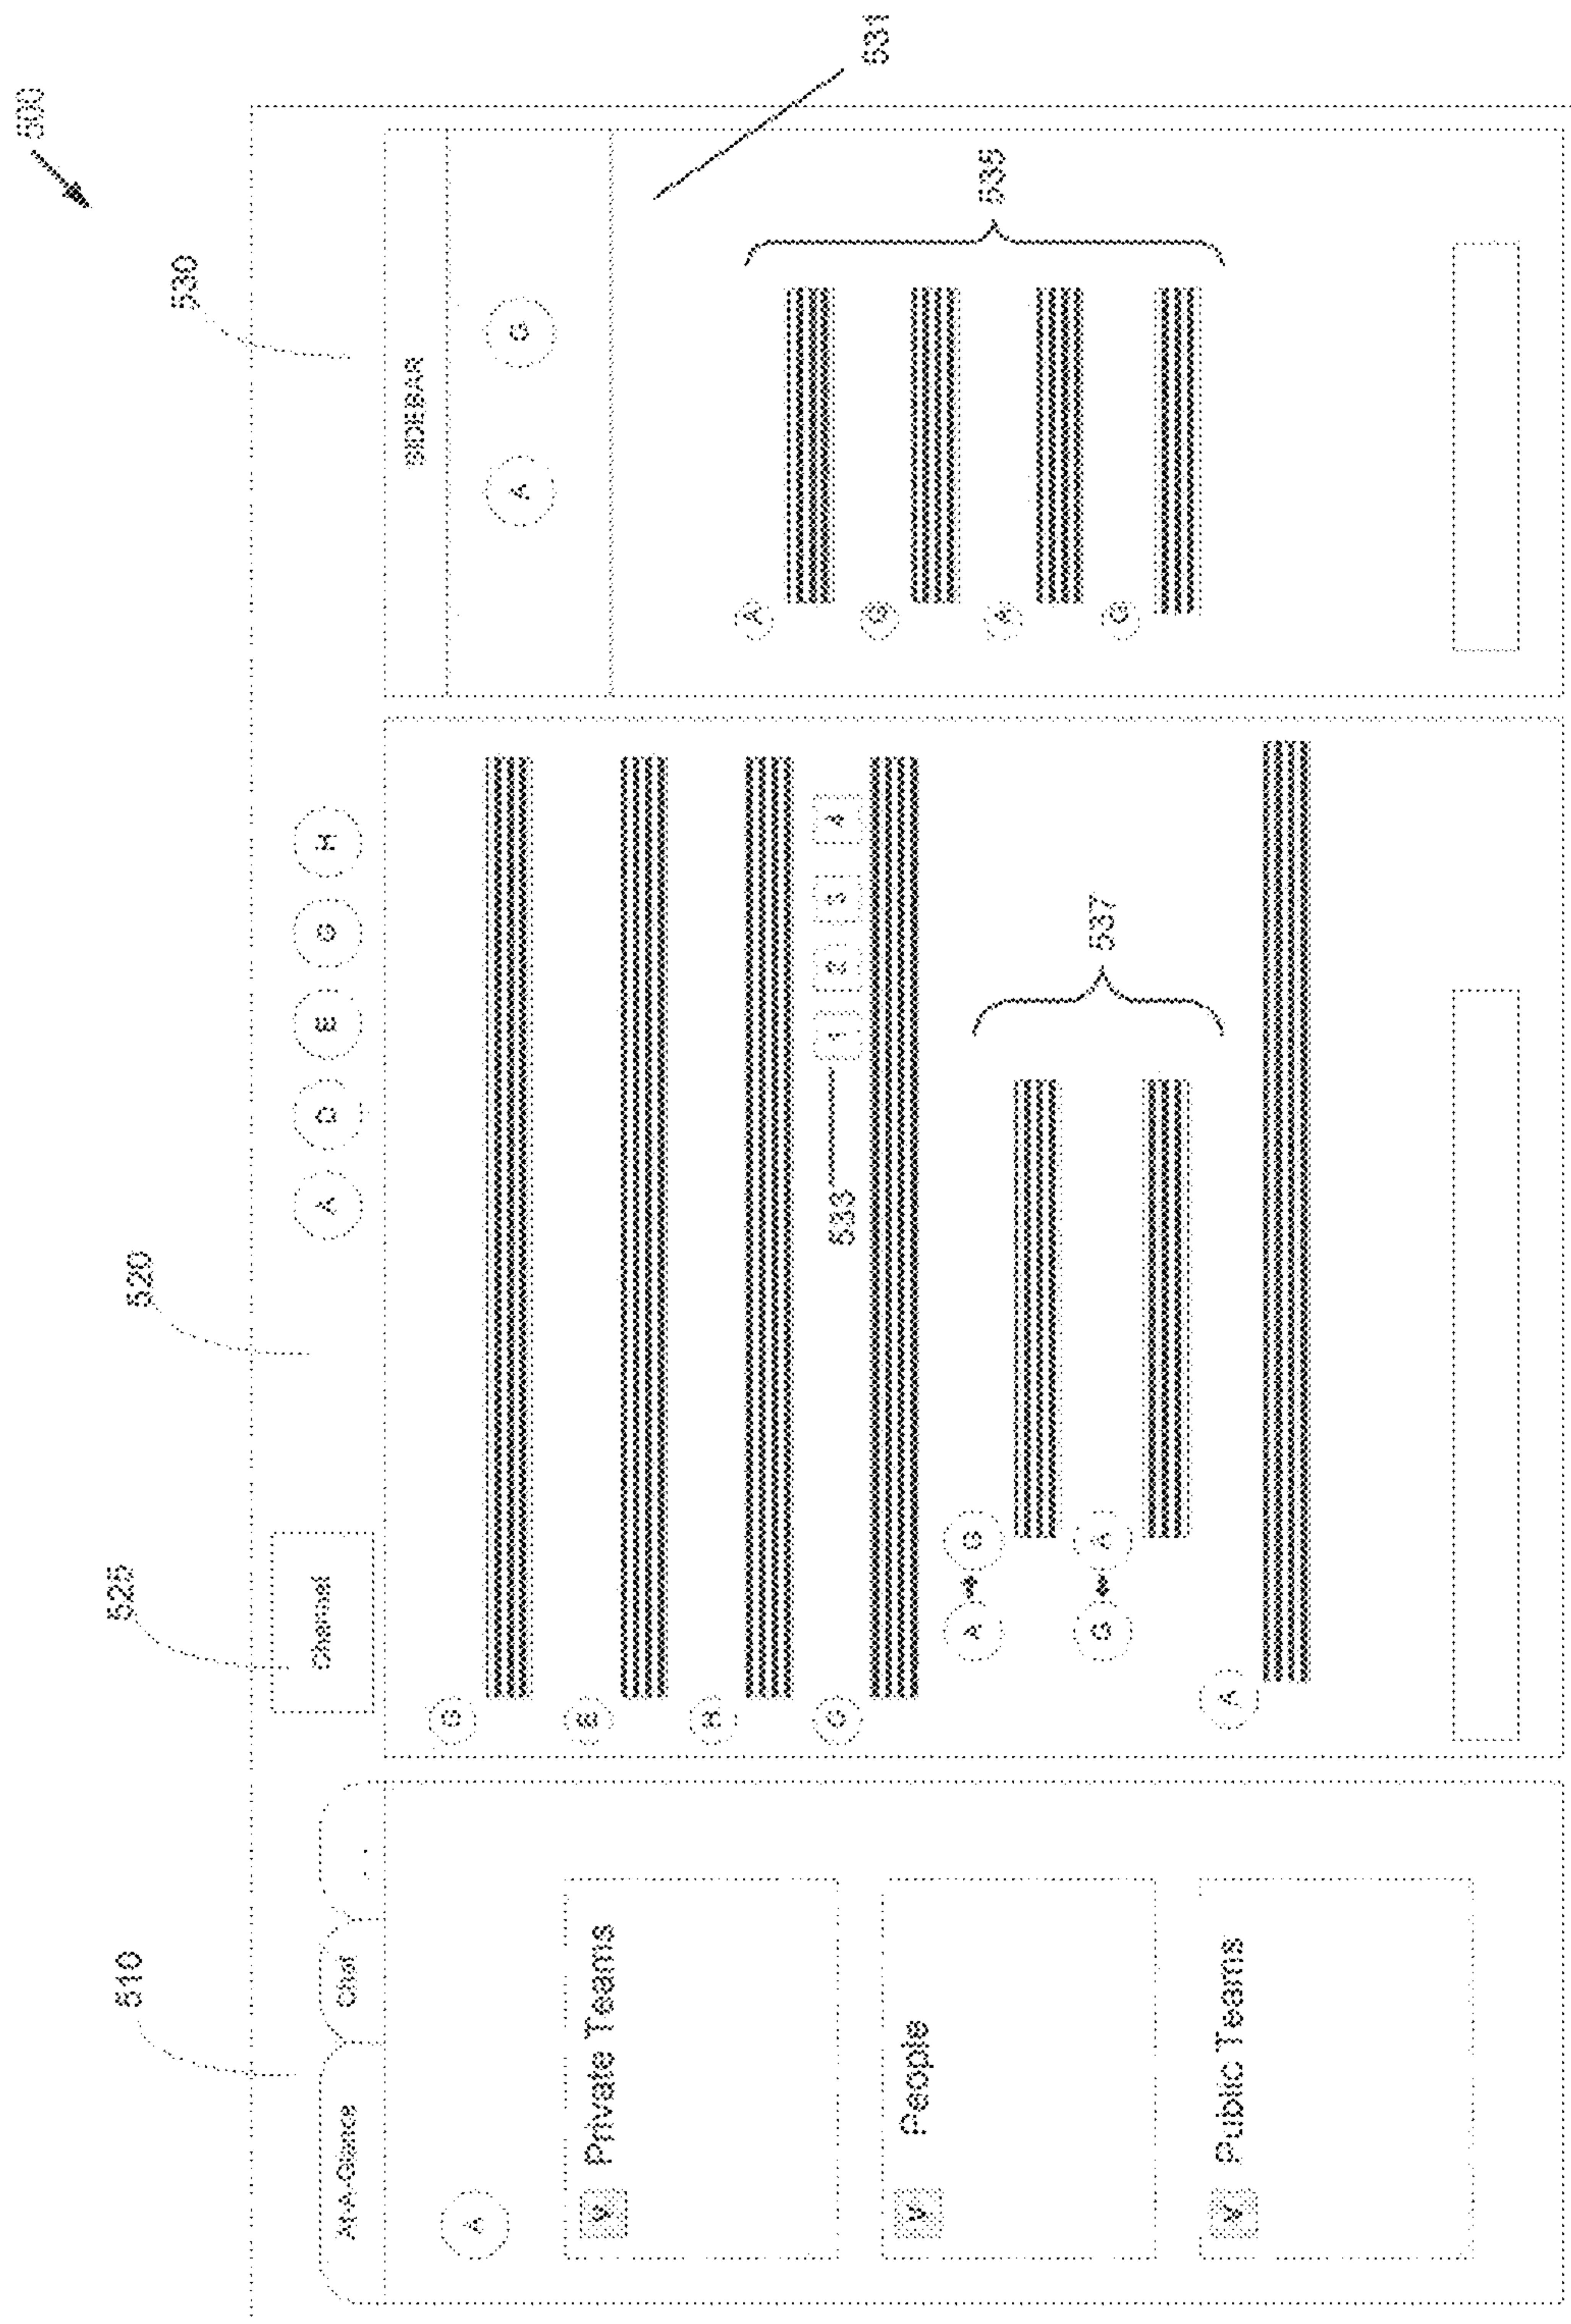 500
510
525
520
530
At-A-Glance
Chat
. .
Channel
A D E G H
SIDEBAR
A
V Private Teams
V People
V Public Teams
G
E
H
G
533
1 2 3 4
A G
G A
537
A
A G
531
A
G
A
G
535